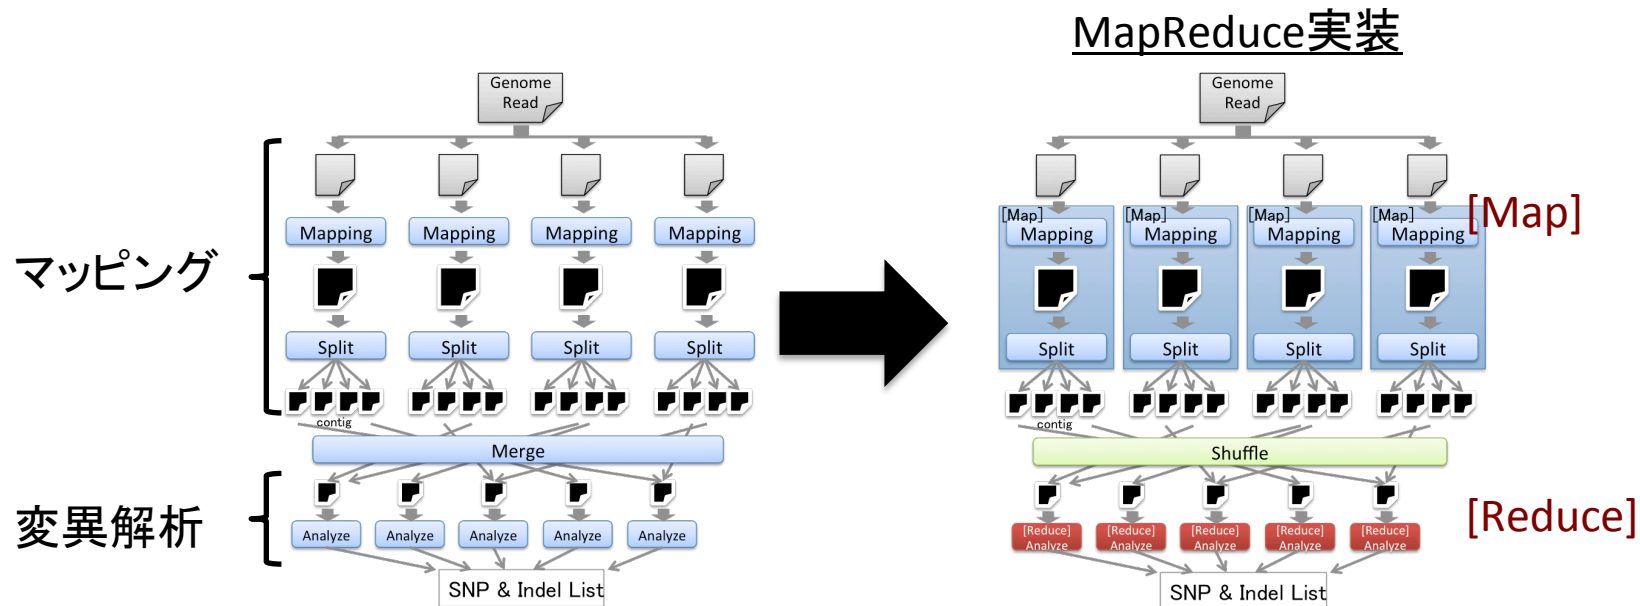 MapReduce実装
Genome
Read
マッピング
Mapping
Mapping
Mapping
Mapping
Split
Split
Split
Split
contig
Merge
変異解析
Analyze
Analyze
Analyze
Analyze
Analyze
SNP & Indel List
Genome
Read
[Map]
[Map]
[Map]
[Map]
[Map]
Mapping
Mapping
Mapping
Mapping
Split
Split
Split
Split
contig
Shuffle
[Reduce]
[Reduce]
Analyze
[Reduce]
Analyze
[Reduce]
Analyze
[Reduce]
Analyze
[Reduce]
Analyze
SNP & Indel List